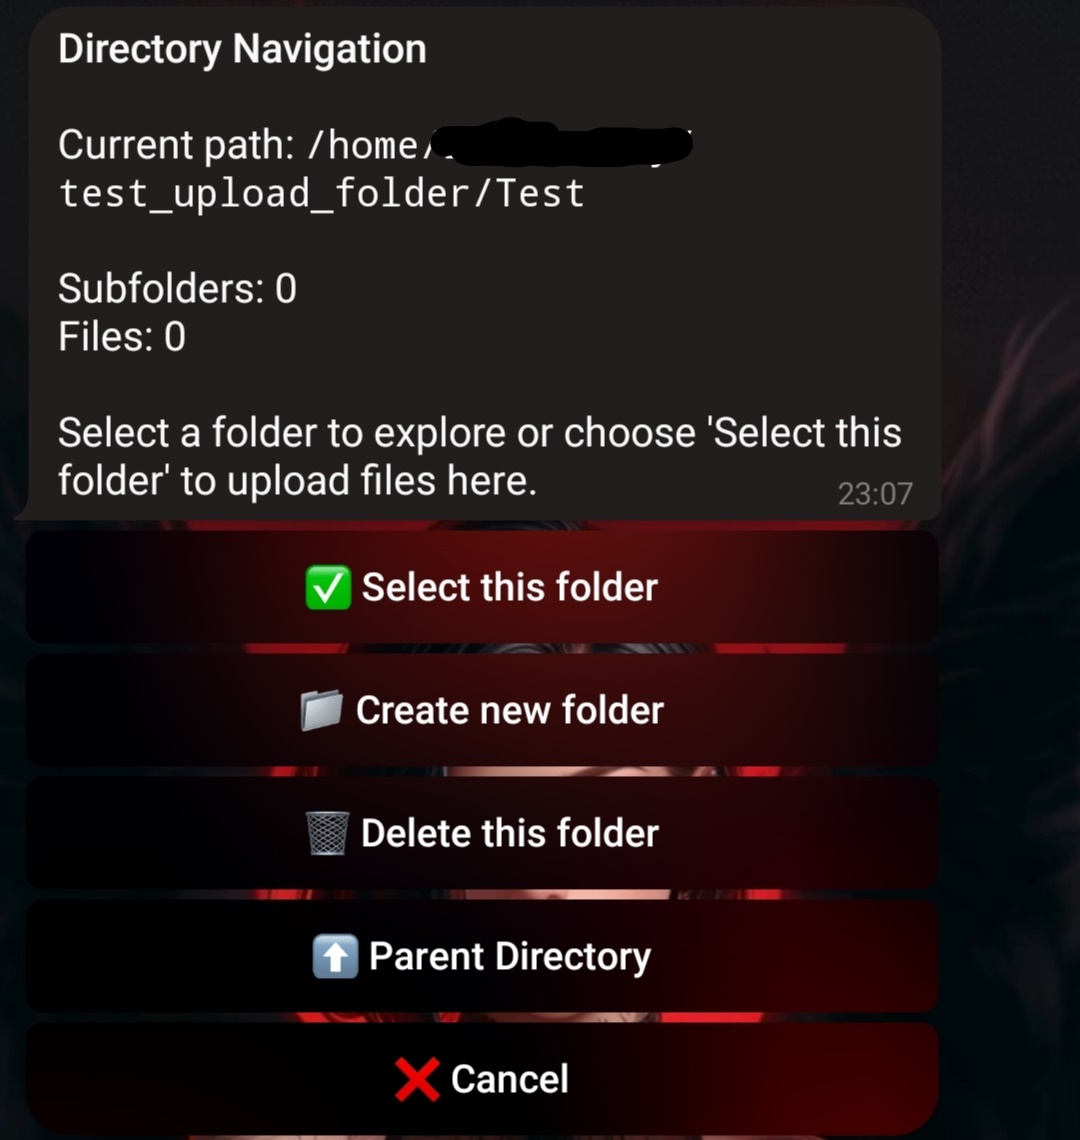 Directory Navigation
Current path: /home/
test_upload_folder/Test
Subfolders: 0
Files: 0
Select a folder to explore or choose 'Select this
folder' to upload files here.
23:07
✅ Select this folder
📁 Create new folder
🗑 Delete this folder
⬆ Parent Directory
❌ Cancel